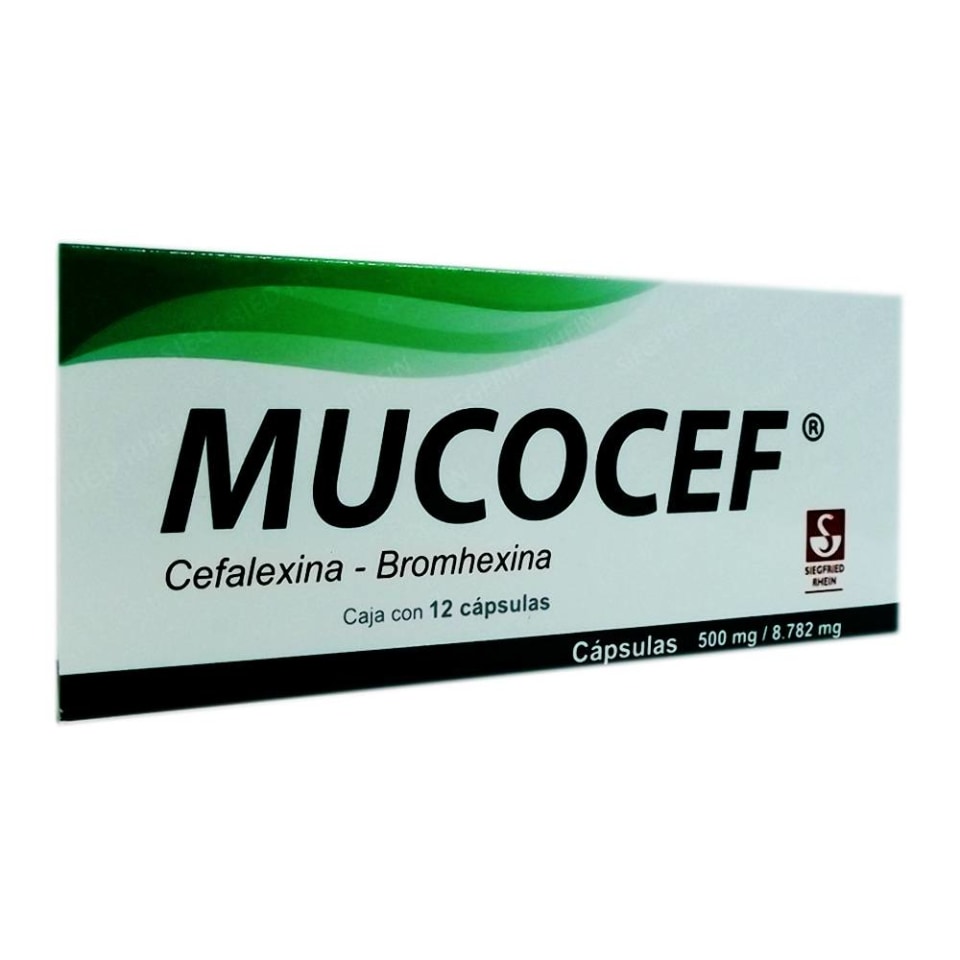 MUCOCEF®
Cefalexina - Bromhexina
Caja con 12 cápsulas
SIEGFRIED
RHEIN
Cápsulas 500 mg / 8.782 mg